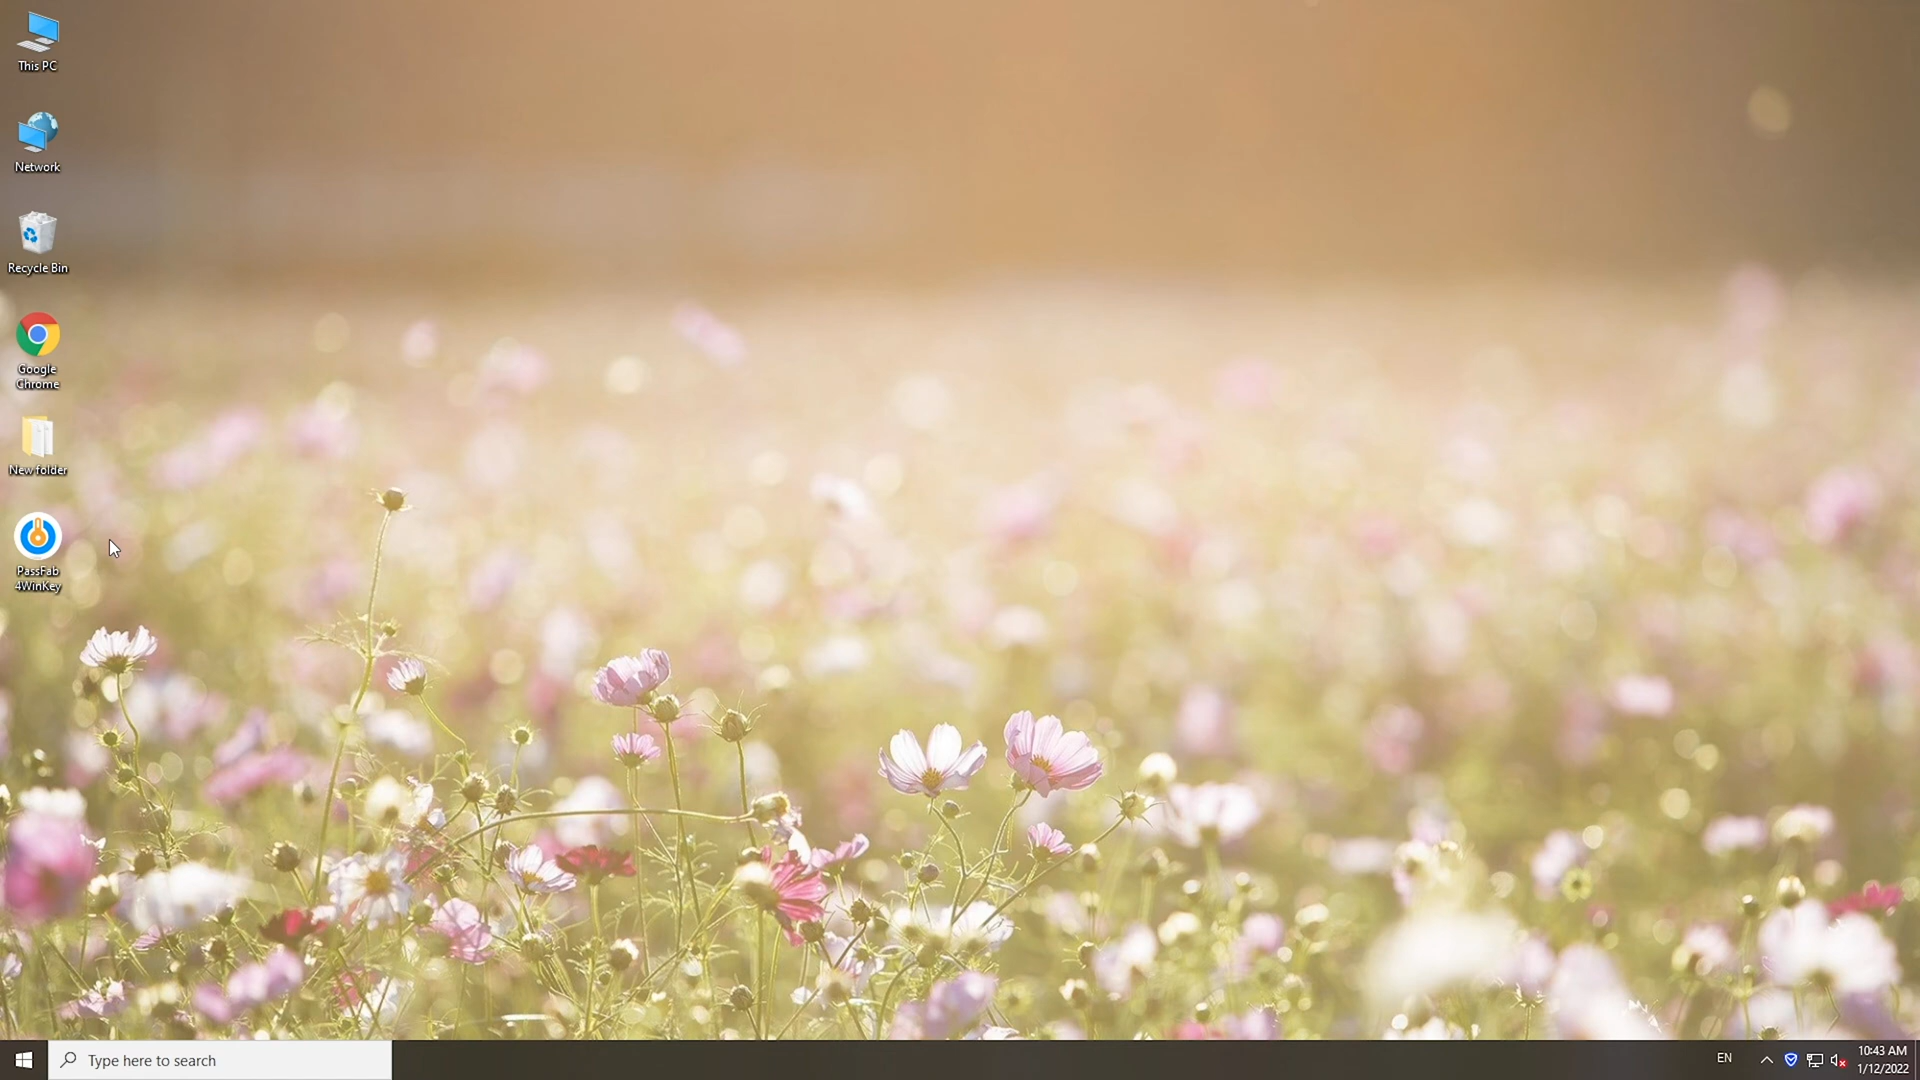 This PC
Network
Recycle Bin
Google
Chrome
New folder
PassFab
4WinKey
Type here to search
EN
10:43 AM
1/12/2022